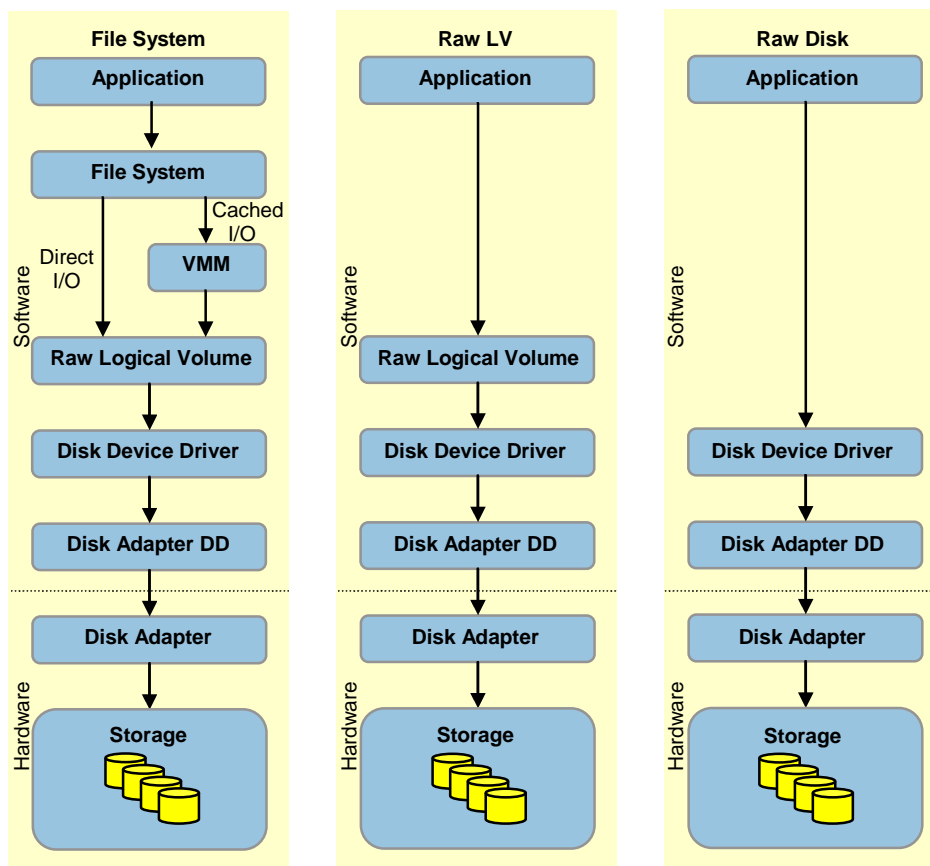 File System
Application
File System
Cached
I/O
Direct
I/O
VMM
Software
Raw Logical Volume
Disk Device Driver
Disk Adapter DD
Disk Adapter
Hardware
Storage
Raw LV
Application
Software
Raw Logical Volume
Disk Device Driver
Disk Adapter DD
Disk Adapter
Hardware
Storage
Raw Disk
Application
Software
Disk Device Driver
Disk Adapter DD
Disk Adapter
Hardware
Storage